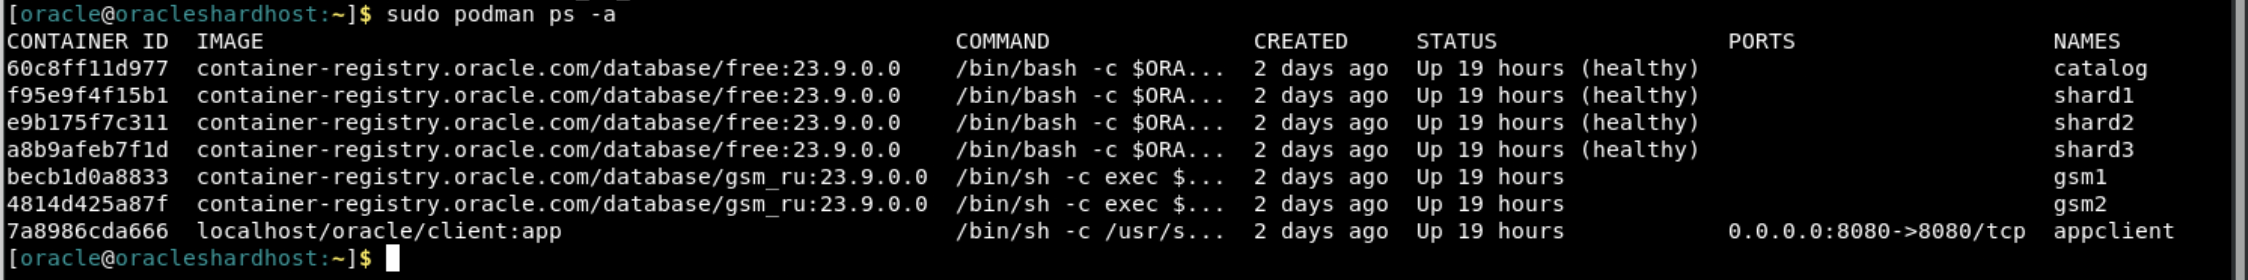 [oracle@oracleshardhost:~]$ sudo podman ps -a
CONTAINER ID  IMAGE                                               COMMAND               CREATED     STATUS                 PORTS                   NAMES
60c8ff11d977  container-registry.oracle.com/database/free:23.9.0.0    /bin/bash -c $ORA...  2 days ago  Up 19 hours (healthy)                          catalog
f95e9f4f15b1  container-registry.oracle.com/database/free:23.9.0.0    /bin/bash -c $ORA...  2 days ago  Up 19 hours (healthy)                          shard1
e9b175f7c311  container-registry.oracle.com/database/free:23.9.0.0    /bin/bash -c $ORA...  2 days ago  Up 19 hours (healthy)                          shard2
a8b9afeb7f1d  container-registry.oracle.com/database/free:23.9.0.0    /bin/bash -c $ORA...  2 days ago  Up 19 hours (healthy)                          shard3
becb1d0a8833  container-registry.oracle.com/database/gsm_ru:23.9.0.0  /bin/sh -c exec $...  2 days ago  Up 19 hours                                    gsm1
4814d425a87f  container-registry.oracle.com/database/gsm_ru:23.9.0.0  /bin/sh -c exec $...  2 days ago  Up 19 hours                                    gsm2
7a8986cda666  localhost/oracle/client:app                             /bin/sh -c /usr/s...  2 days ago  Up 19 hours            0.0.0.0:8080->8080/tcp  appclient
[oracle@oracleshardhost:~]$